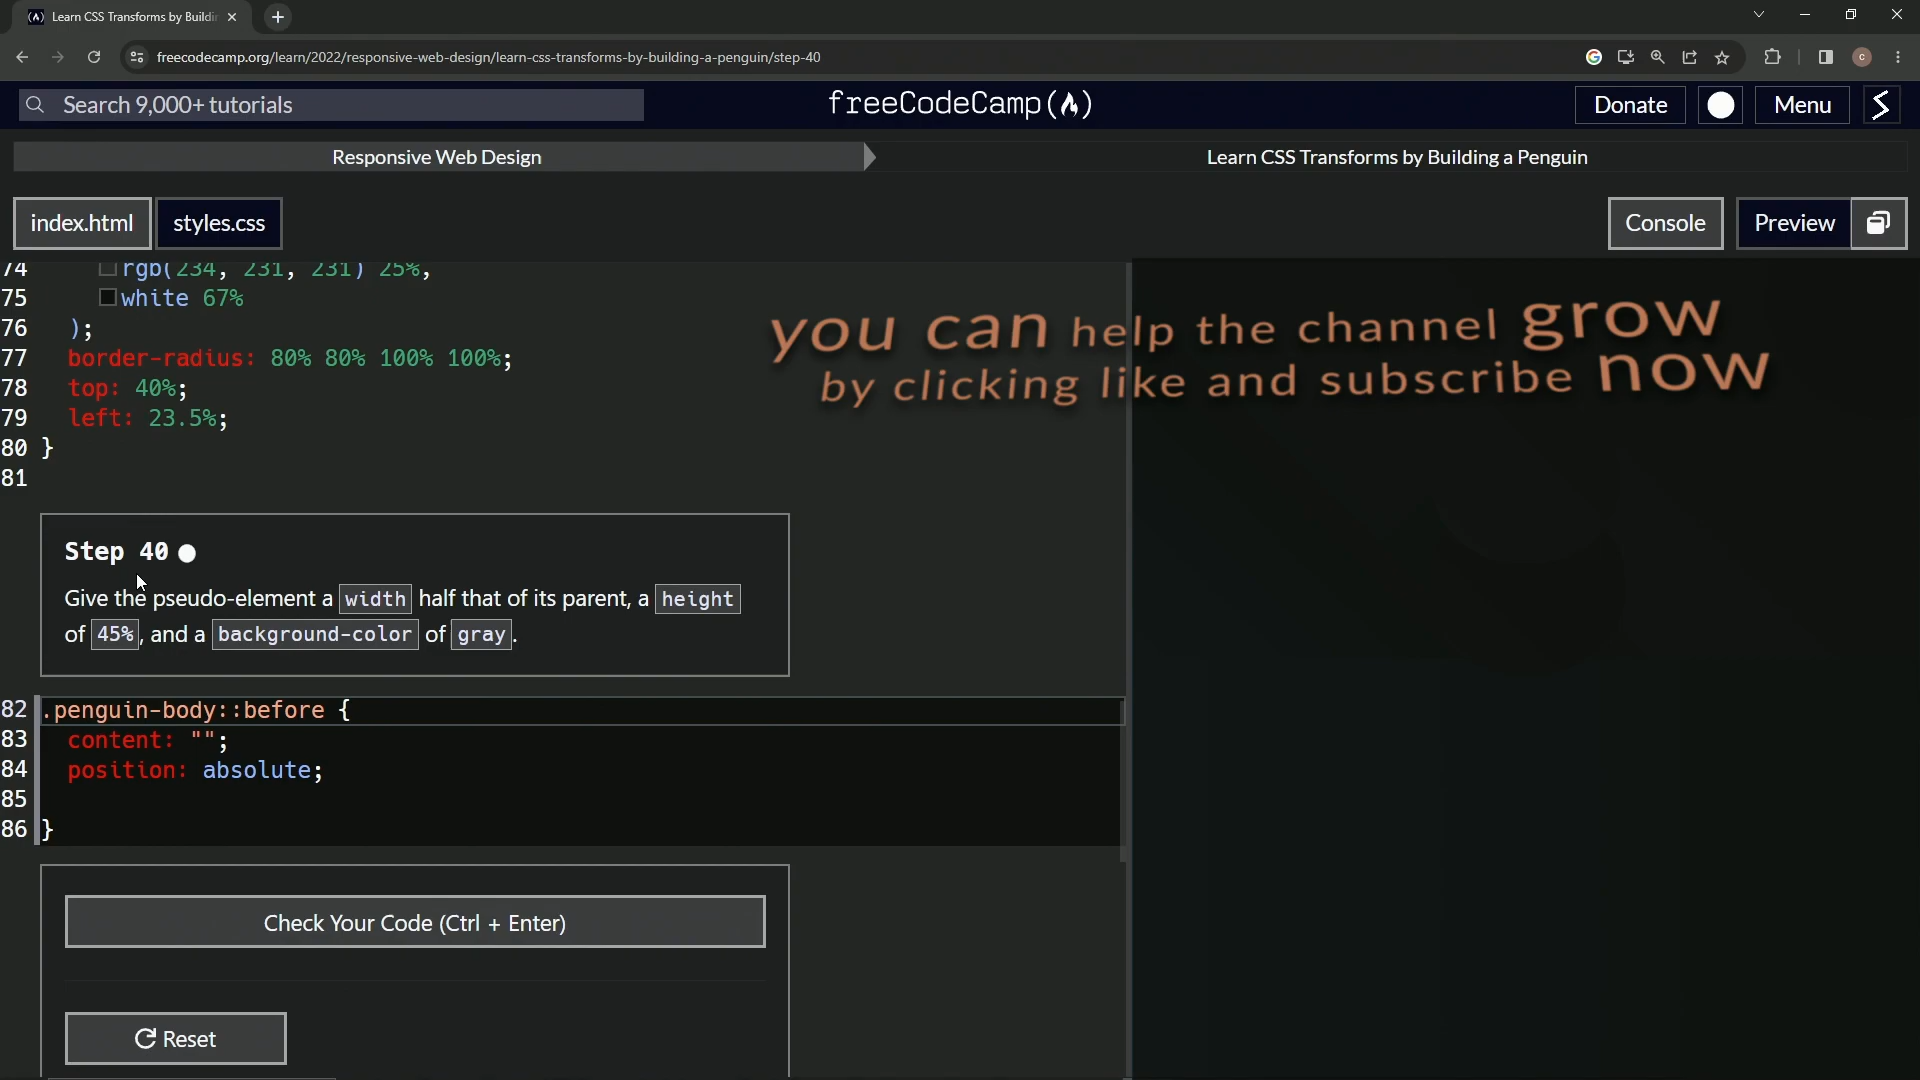 Learn CSS Transforms by Buildi
freecodecamp.org/learn/2022/responsive-web-design/learn-css-transforms-by-building-a-penguin/step-40
C
Search 9,000+ tutorials
freeCodeCamp
Donate
Menu
Responsive Web Design
Learn CSS Transforms by Building a Penguin
index.html
styles.css
Console
Preview
74 rgb(234, 231, 231) 25%,
75 white 67%
76 );
77 border-radius: 80% 80% 100% 100%;
78 top: 40%;
79 left: 23.5%;
80 }
81
you can help the channel grow
by clicking like and subscribe now
Step 40
Give the pseudo-element a width half that of its parent, a height
of 45%, and a background-color of gray.
82 .penguin-body::before {
83 content: "";
84 position: absolute;
85
86 }
Check Your Code (Ctrl + Enter)
Reset